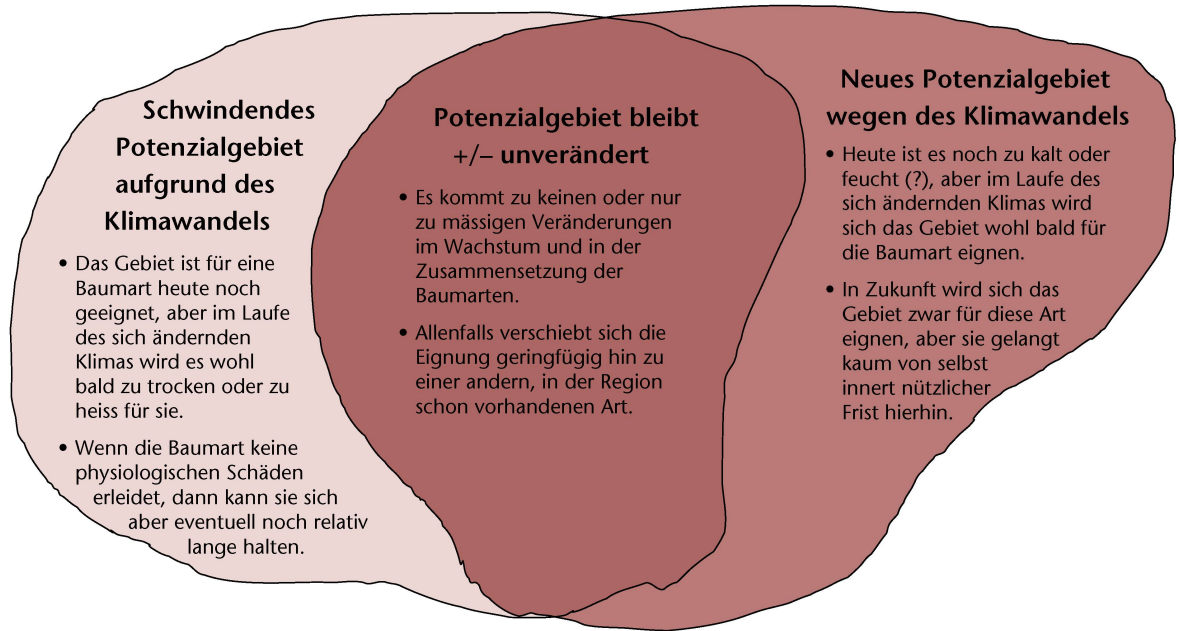 Schwindendes
Potenzialgebiet
aufgrund des
Klimawandels
• Das Gebiet ist für eine
Baumart heute noch
geeignet, aber im Laufe
des sich ändernden
Klimas wird es wohl
bald zu trocken oder zu
heiss für sie.
• Wenn die Baumart keine
physiologischen Schäden
erleidet, dann kann sie sich
aber eventuell noch relativ
lange halten.
Potenzialgebiet bleibt
+/– unverändert
• Es kommt zu keinen oder nur
zu mässigen Veränderungen
im Wachstum und in der
Zusammensetzung der
Baumarten.
• Allenfalls verschiebt sich die
Eignung geringfügig hin zu
einer andern, in der Region
schon vorhandenen Art.
Neues Potenzialgebiet
wegen des Klimawandels
• Heute ist es noch zu kalt oder
feucht (?), aber im Laufe des
sich ändernden Klimas wird
sich das Gebiet wohl bald für
die Baumart eignen.
• In Zukunft wird sich das
Gebiet zwar für diese Art
eignen, aber sie gelangt
kaum von selbst
innert nützlicher
Frist hierhin.